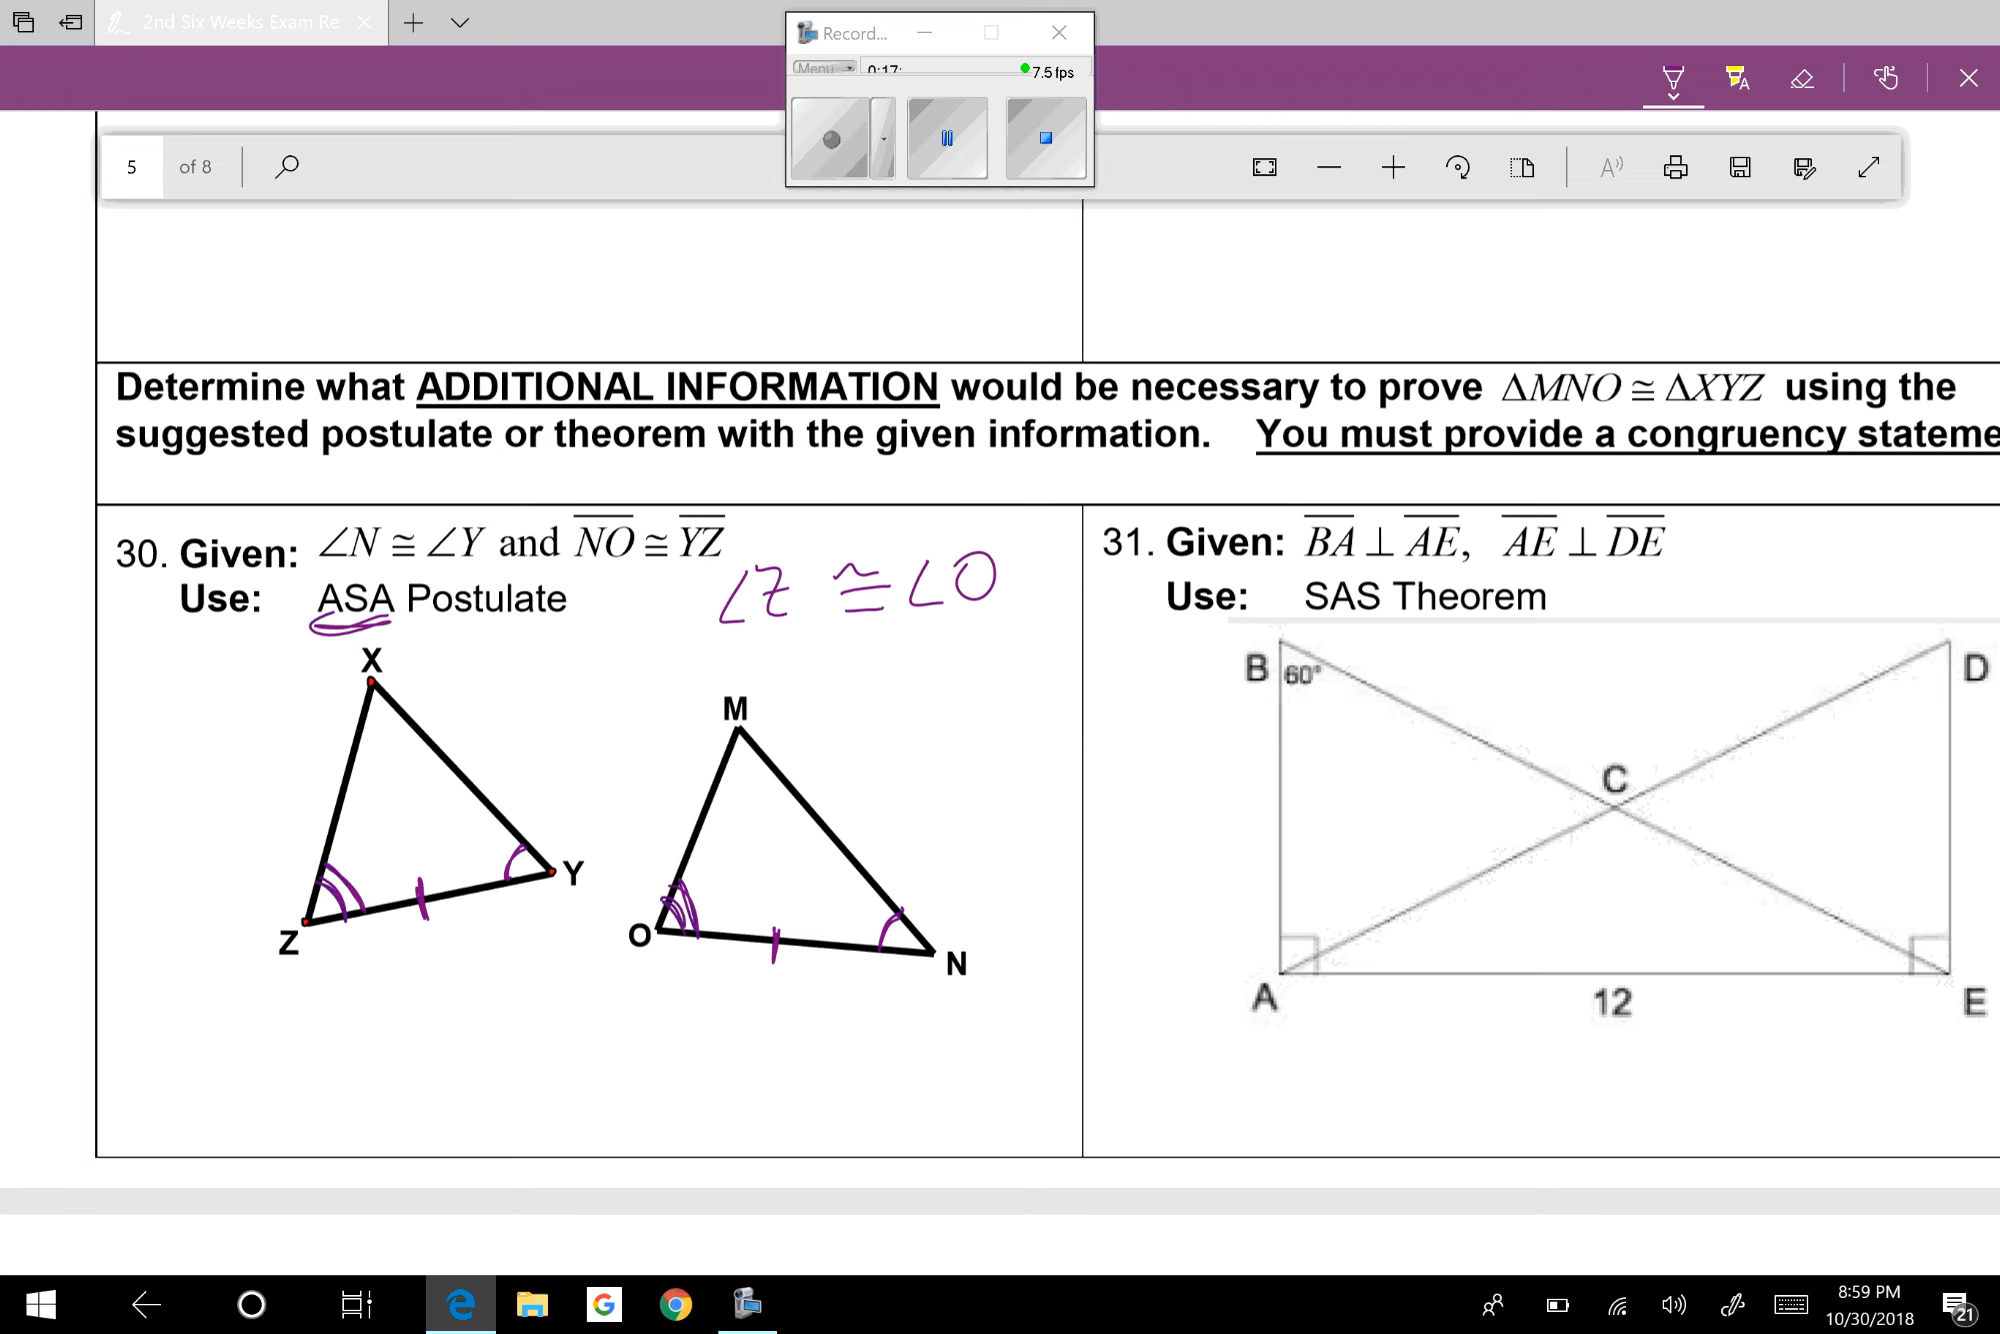 2nd Six Weeks Exam Re
Record...
Menu
0:17:
7.5 fps
5 of 8
Determine what ADDITIONAL INFORMATION would be necessary to prove ΔMNO ≅ ΔXYZ using the
suggested postulate or theorem with the given information. You must provide a congruency stateme
30. Given: ∠N ≅ ∠Y and NO ≅ YZ
Use: ASA Postulate
∠Z ≅ ∠O
X
M
Y
Z
O
N
31. Given: BA ⊥ AE, AE ⊥ DE
Use: SAS Theorem
B 60°
D
C
A
12
E
8:59 PM
10/30/2018
21